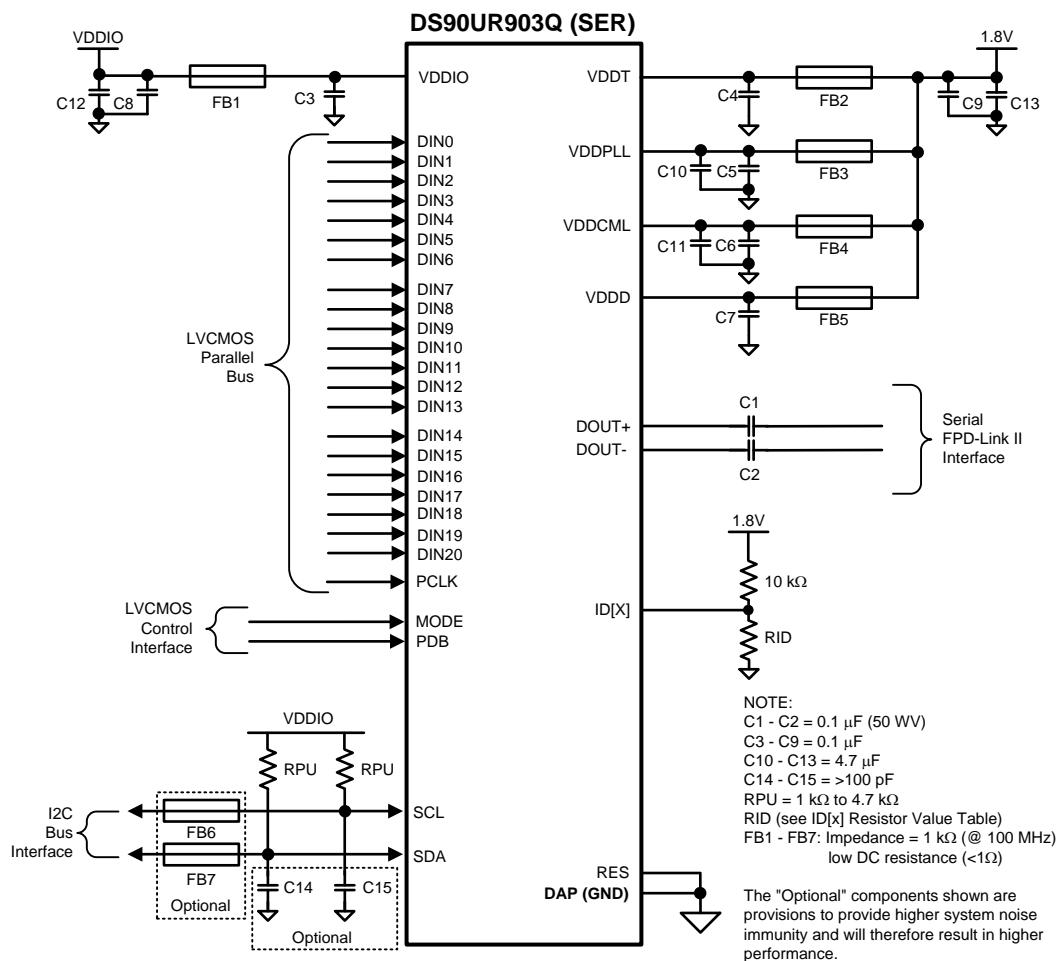 DS90UR903Q (SER)
VDDIO
C12
C8
FB1
C3
VDDIO
DIN0
DIN1
DIN2
DIN3
DIN4
DIN5
DIN6
DIN7
DIN8
DIN9
DIN10
DIN11
DIN12
DIN13
DIN14
DIN15
DIN16
DIN17
DIN18
DIN19
DIN20
PCLK
LVCMOS
Parallel
Bus
LVCMOS
Control
Interface
MODE
PDB
VDDIO
RPU
RPU
I2C
Bus
Interface
FB6
FB7
Optional
SCL
SDA
C14
C15
Optional
1.8V
VDDT
C4
FB2
C9
C13
VDDPLL
C10
C5
FB3
VDDCML
C11
C6
FB4
VDDD
C7
FB5
DOUT+
DOUT-
C1
C2
Serial
FPD-Link II
Interface
1.8V
10 kΩ
ID[X]
RID
RES
DAP (GND)
NOTE:
C1 - C2 = 0.1 μF (50 WV)
C3 - C9 = 0.1 μF
C10 - C13 = 4.7 μF
C14 - C15 = >100 pF
RPU = 1 kΩ to 4.7 kΩ
RID (see ID[x] Resistor Value Table)
FB1 - FB7: Impedance = 1 kΩ (@ 100 MHz)
low DC resistance (<1Ω)
The "Optional" components shown are
provisions to provide higher system noise
immunity and will therefore result in higher
performance.